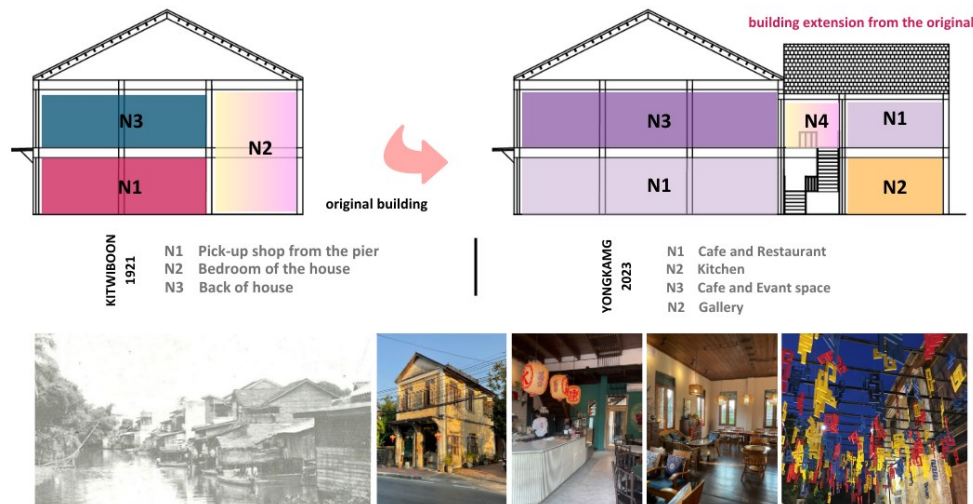 building extension from the original
N3
N2
N1
original building
N3
N4
N1
N1
N2
KITWIBOON
1921
N1 Pick-up shop from the pier
N2 Bedroom of the house
N3 Back of house
YONGKAMG
2023
N1 Cafe and Restaurant
N2 Kitchen
N3 Cafe and Evant space
N2 Gallery